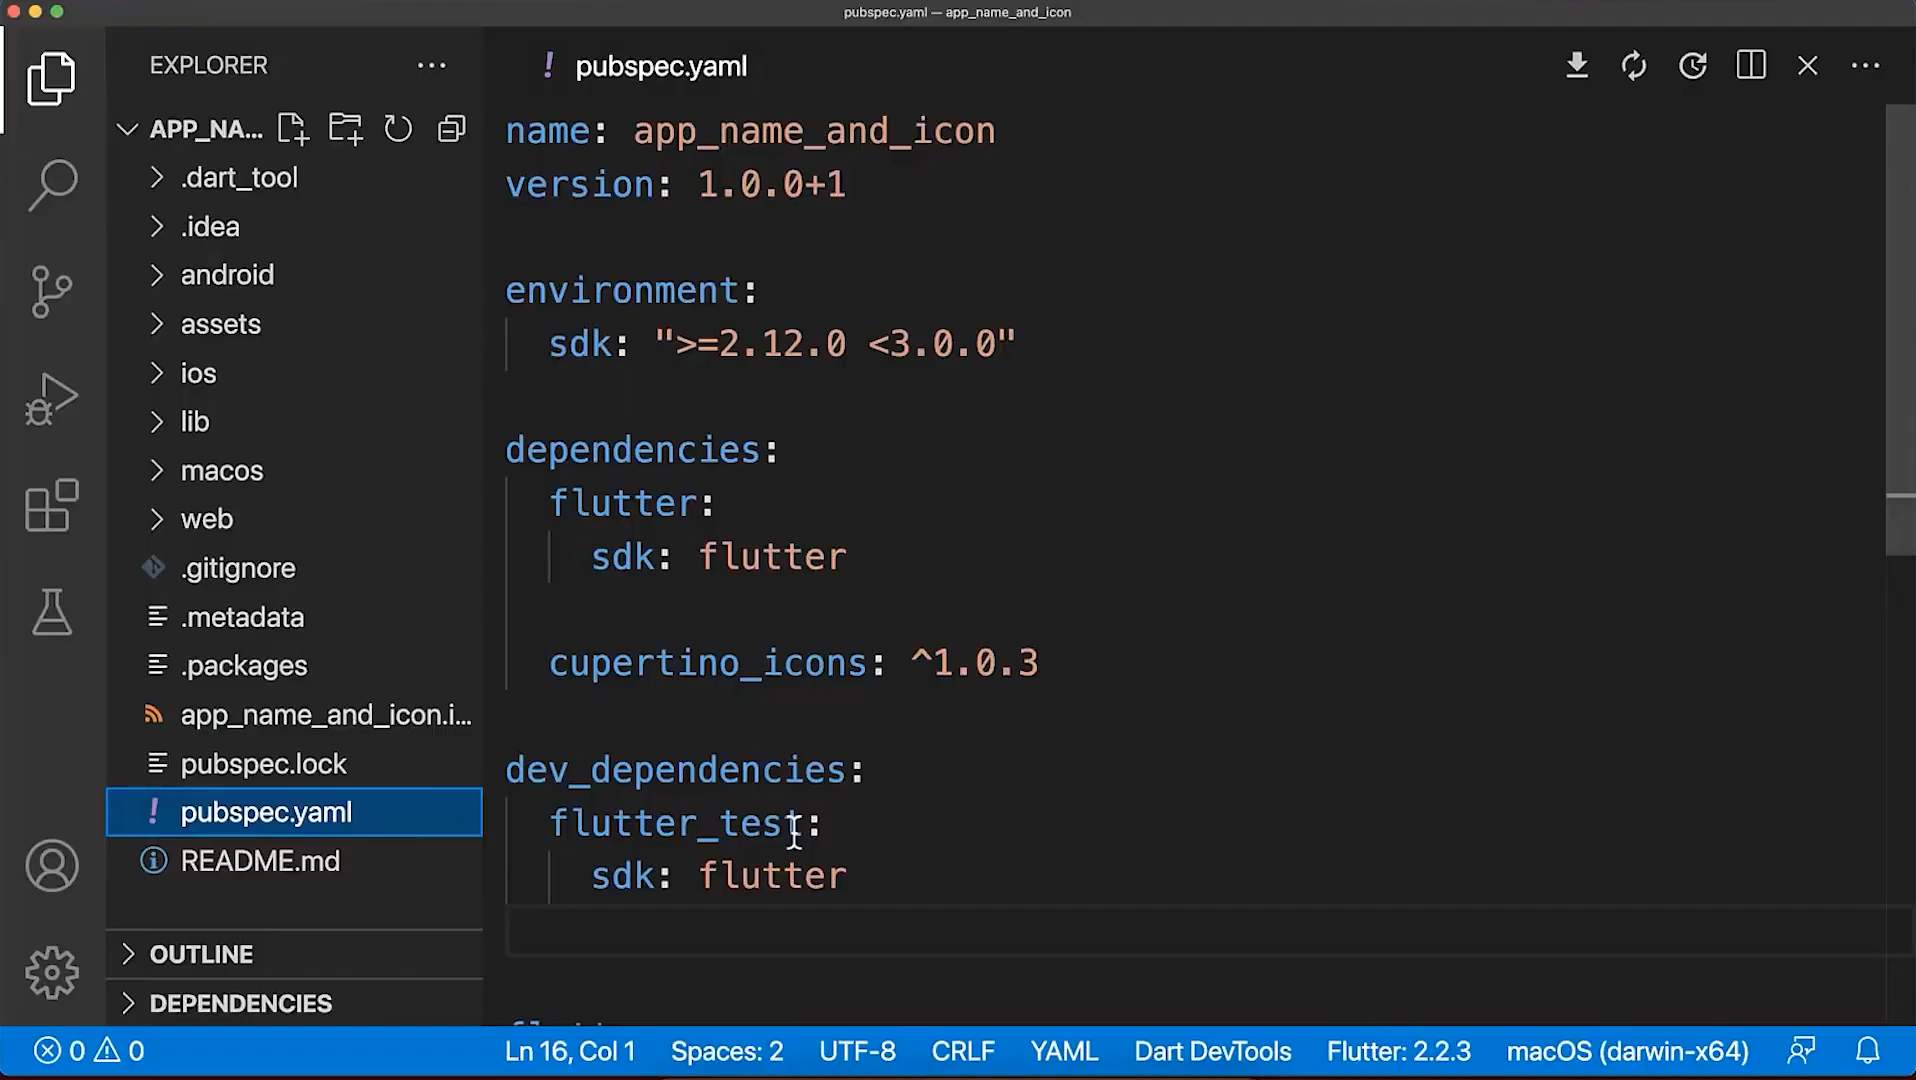 pubspec.yaml — app_name_and_icon
EXPLORER
APP_NA...
.dart_tool
.idea
android
assets
ios
lib
macos
web
.gitignore
.metadata
.packages
app_name_and_icon.i...
pubspec.lock
pubspec.yaml
README.md
OUTLINE
DEPENDENCIES
pubspec.yaml
name: app_name_and_icon
version: 1.0.0+1
environment:
sdk: ">=2.12.0 <3.0.0"
dependencies:
flutter:
sdk: flutter
cupertino_icons: ^1.0.3
dev_dependencies:
flutter_test:
sdk: flutter
0 0 Ln 16, Col 1 Spaces: 2 UTF-8 CRLF YAML Dart DevTools Flutter: 2.2.3 macOS (darwin-x64)